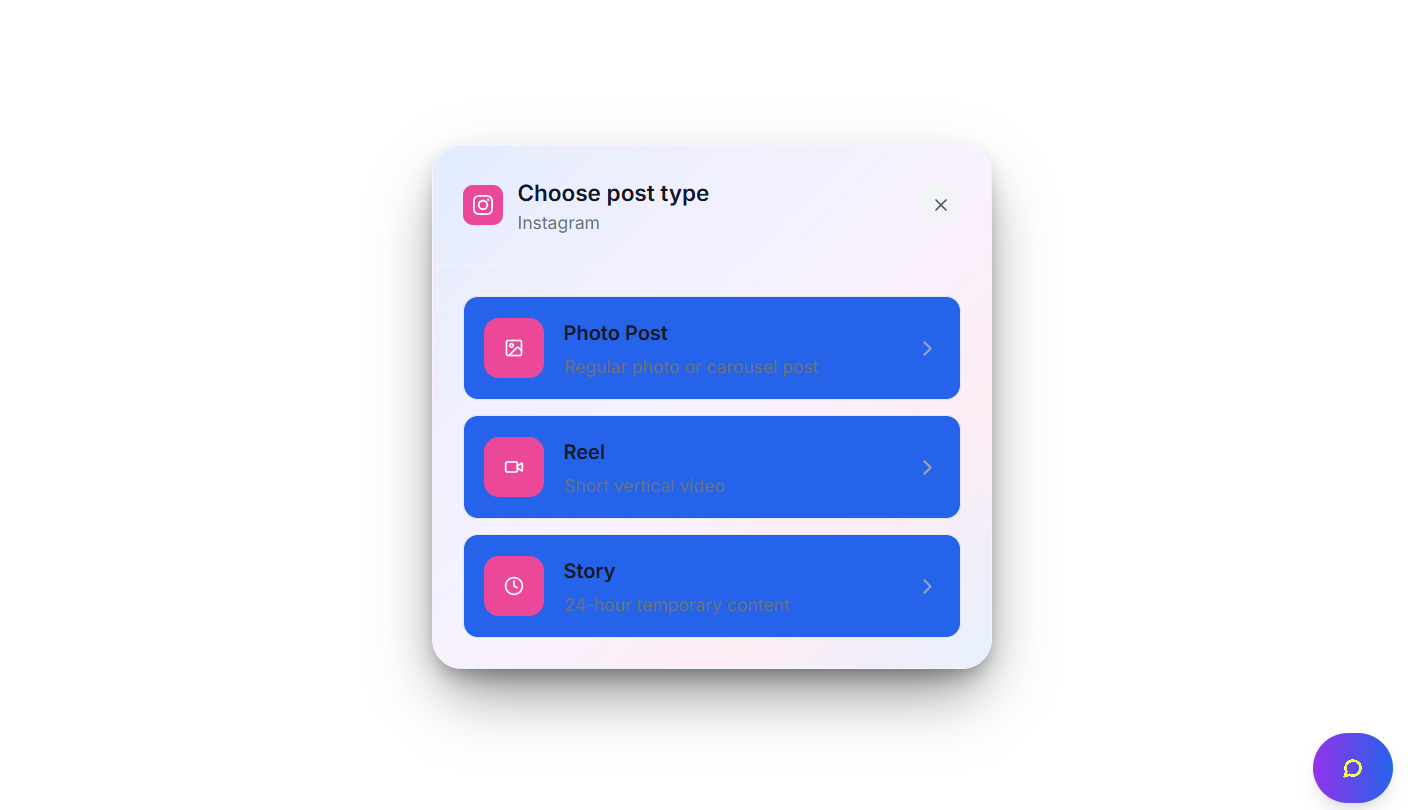 Choose post type
Instagram
Photo Post
Regular photo or carousel post
Reel
Short vertical video
Story
24-hour temporary content